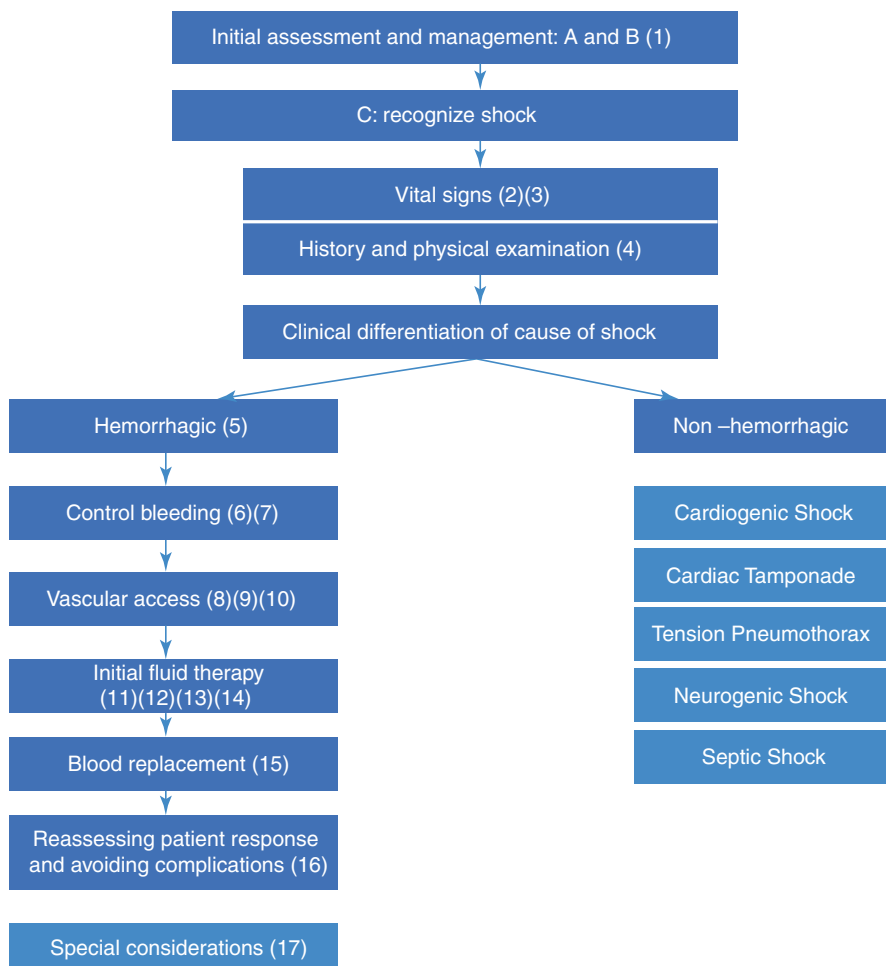 Initial assessment and management: A and B (1)
C: recognize shock
Vital signs (2)(3)
History and physical examination (4)
Clinical differentiation of cause of shock
Hemorrhagic (5)
Control bleeding (6)(7)
Vascular access (8)(9)(10)
Initial fluid therapy
(11)(12)(13)(14)
Blood replacement (15)
Reassessing patient response
and avoiding complications (16)
Special considerations (17)
Non –hemorrhagic
Cardiogenic Shock
Cardiac Tamponade
Tension Pneumothorax
Neurogenic Shock
Septic Shock